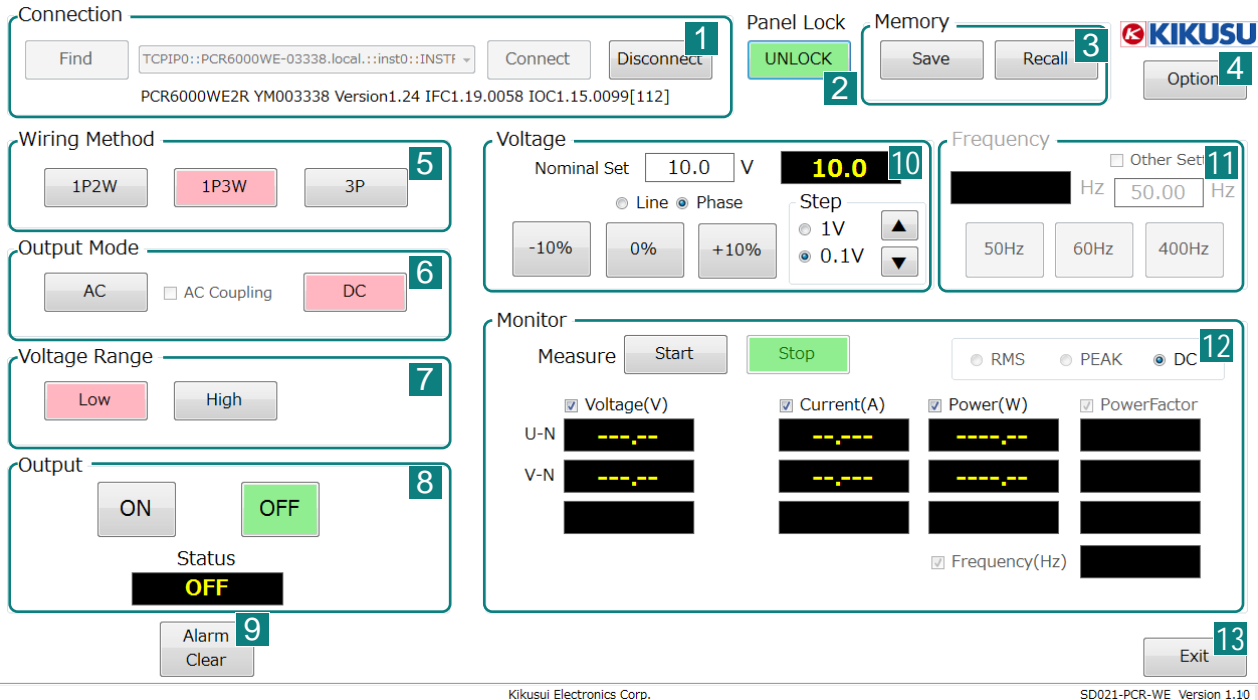 Connection
Find
TCPIP0::PCR6000WE-03338.local.::inst0::INSTF
Connect
Disconnect
1
PCR6000WE2R YM003338 Version1.24 IFC1.19.0058 IOC1.15.0099[112]
Panel Lock
UNLOCK
2
Memory
Save
Recall
3
KIKUSUI
Option
4
Wiring Method
5
1P2W
1P3W
3P
Output Mode
6
AC
AC Coupling
DC
Voltage Range
7
Low
High
Output
8
ON
OFF
Status
OFF
Alarm
Clear
9
Voltage
Nominal Set
10.0
V
10.0
10
Line
Phase
-10%
0%
+10%
Step
1V
0.1V
▲
▼
Frequency
Other Set
11
Hz
50.00
Hz
50Hz
60Hz
400Hz
Monitor
12
Measure
Start
Stop
RMS
PEAK
DC
Voltage(V)
Current(A)
Power(W)
PowerFactor
U-N
---.--
--.---
----.--
V-N
---.--
--.---
----.--
Frequency(Hz)
Exit
13
Kikusui Electronics Corp.
SD021-PCR-WE Version 1.10